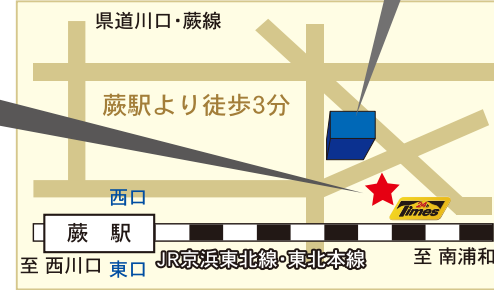 県道川口・蕨線
蕨駅より徒歩3分
西口
24h
Times
蕨　駅
JR京浜東北線・東北本線
至 西川口
東口
至 南浦和